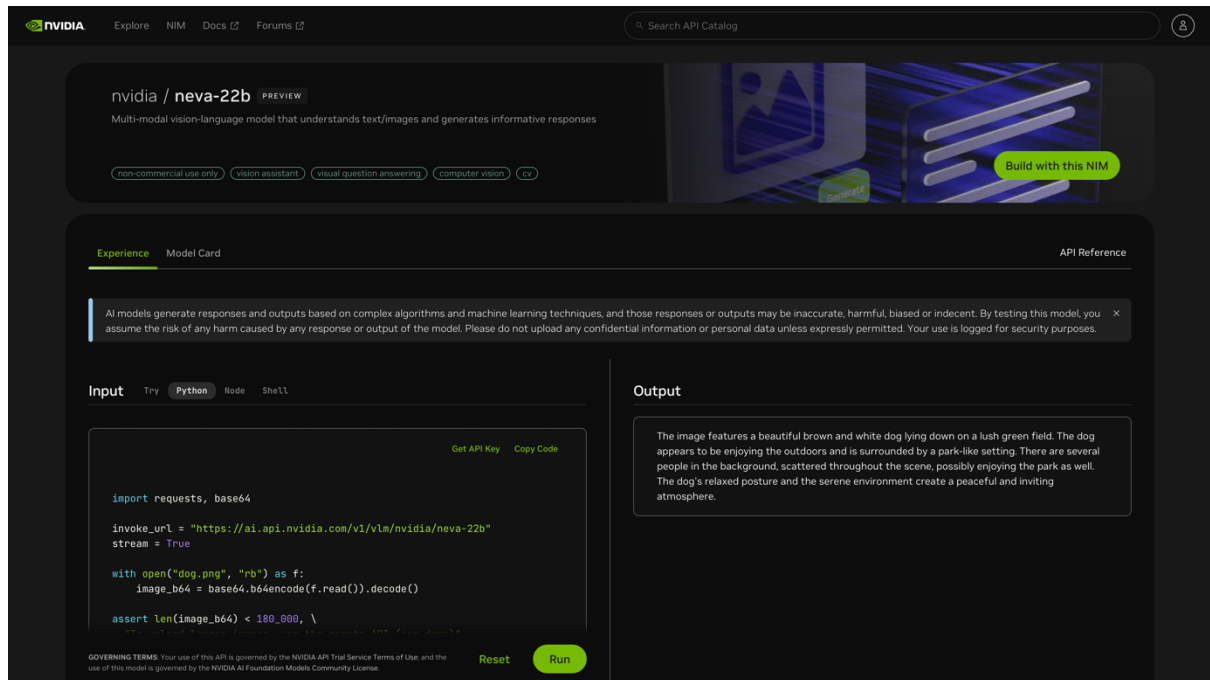 NVIDIA.
Explore NIM Docs Forums
Search API Catalog
nvidia / neva-22b PREVIEW
Multi-modal vision-language model that understands text/images and generates informative responses
non-commercial use only vision assistant visual question answering computer vision cv
Generate
Build with this NIM
Experience Model Card
API Reference
AI models generate responses and outputs based on complex algorithms and machine learning techniques, and those responses or outputs may be inaccurate, harmful, biased or indecent. By testing this model, you
assume the risk of any harm caused by any response or output of the model. Please do not upload any confidential information or personal data unless expressly permitted. Your use is logged for security purposes.
Input Try Python Node Shell
Get API Key Copy Code
import requests, base64
invoke_url = "https://ai.api.nvidia.com/v1/vlm/nvidia/neva-22b"
stream = True
with open("dog.png", "rb") as f:
    image_b64 = base64.b64encode(f.read()).decode()
assert len(image_b64) < 180_000, \
GOVERNING TERMS: Your use of this API is governed by the NVIDIA API Trial Service Terms of Use; and the
use of this model is governed by the NVIDIA AI Foundation Models Community License.
Reset Run
Output
The image features a beautiful brown and white dog lying down on a lush green field. The dog
appears to be enjoying the outdoors and is surrounded by a park-like setting. There are several
people in the background, scattered throughout the scene, possibly enjoying the park as well.
The dog's relaxed posture and the serene environment create a peaceful and inviting
atmosphere.